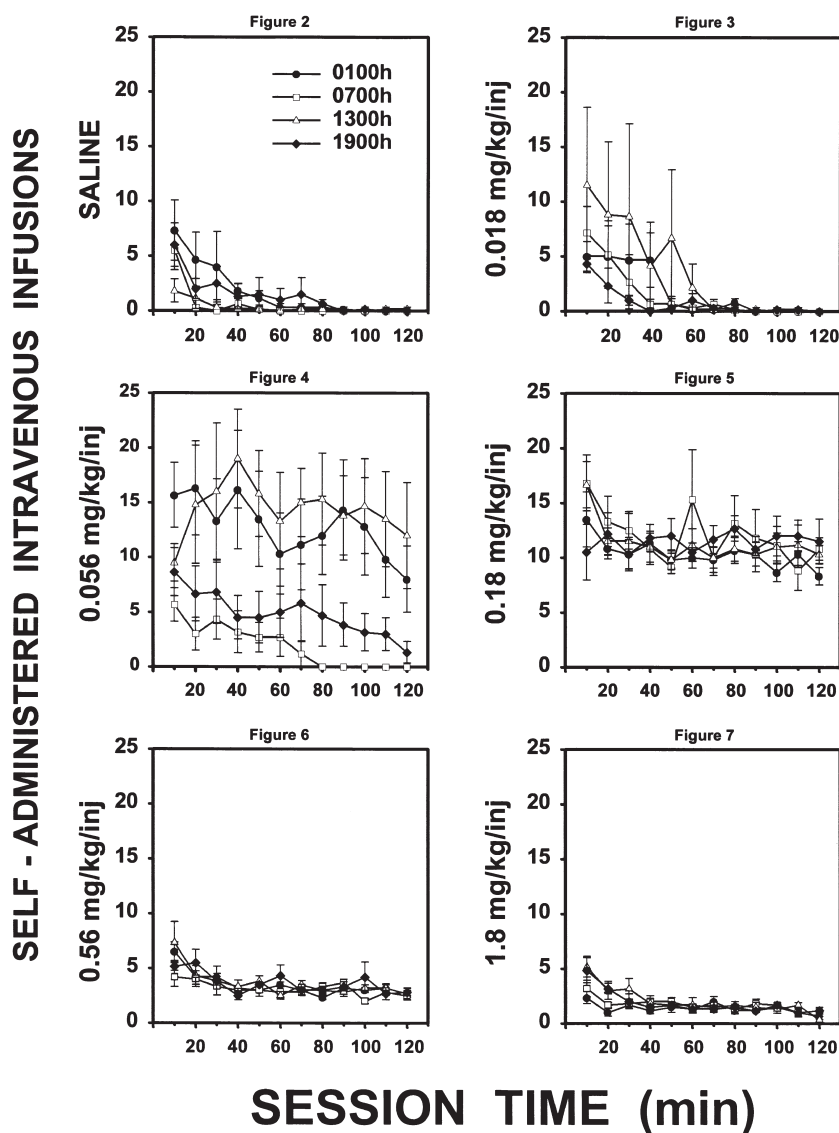 SELF - ADMINISTERED INTRAVENOUS INFUSIONS
Figure 2
SALINE
25
20
15
10
5
0
0100h
0700h
1300h
1900h
20 40 60 80 100 120
Figure 3
0.018 mg/kg/inj
25
20
15
10
5
0
20 40 60 80 100 120
Figure 4
0.056 mg/kg/inj
25
20
15
10
5
0
20 40 60 80 100 120
Figure 5
0.18 mg/kg/inj
25
20
15
10
5
0
20 40 60 80 100 120
Figure 6
0.56 mg/kg/inj
25
20
15
10
5
0
20 40 60 80 100 120
Figure 7
1.8 mg/kg/inj
25
20
15
10
5
0
20 40 60 80 100 120
SESSION TIME (min)